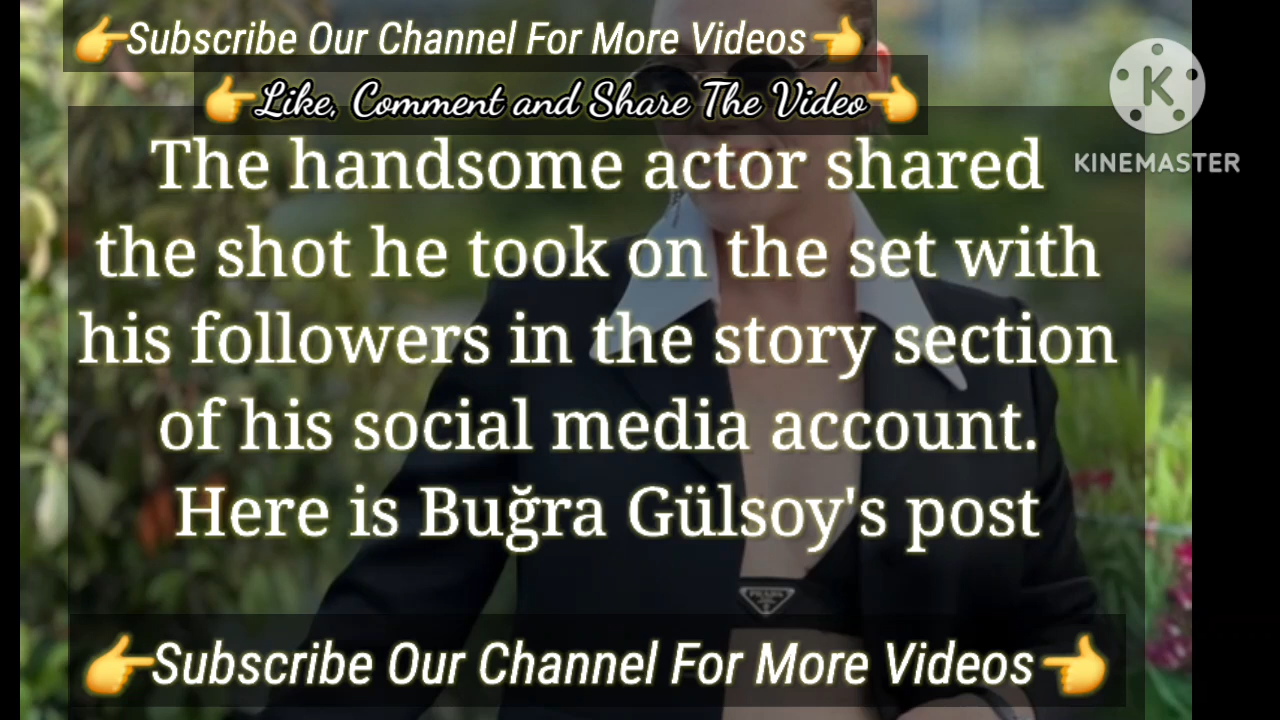 👉Subscribe Our Channel For More Videos👈
👉Like, Comment and Share The Video👈
K
KINEMASTER
The handsome actor shared
the shot he took on the set with
his followers in the story section
of his social media account.
Here is Buğra Gülsoy's post
PRADA
👉Subscribe Our Channel For More Videos👈